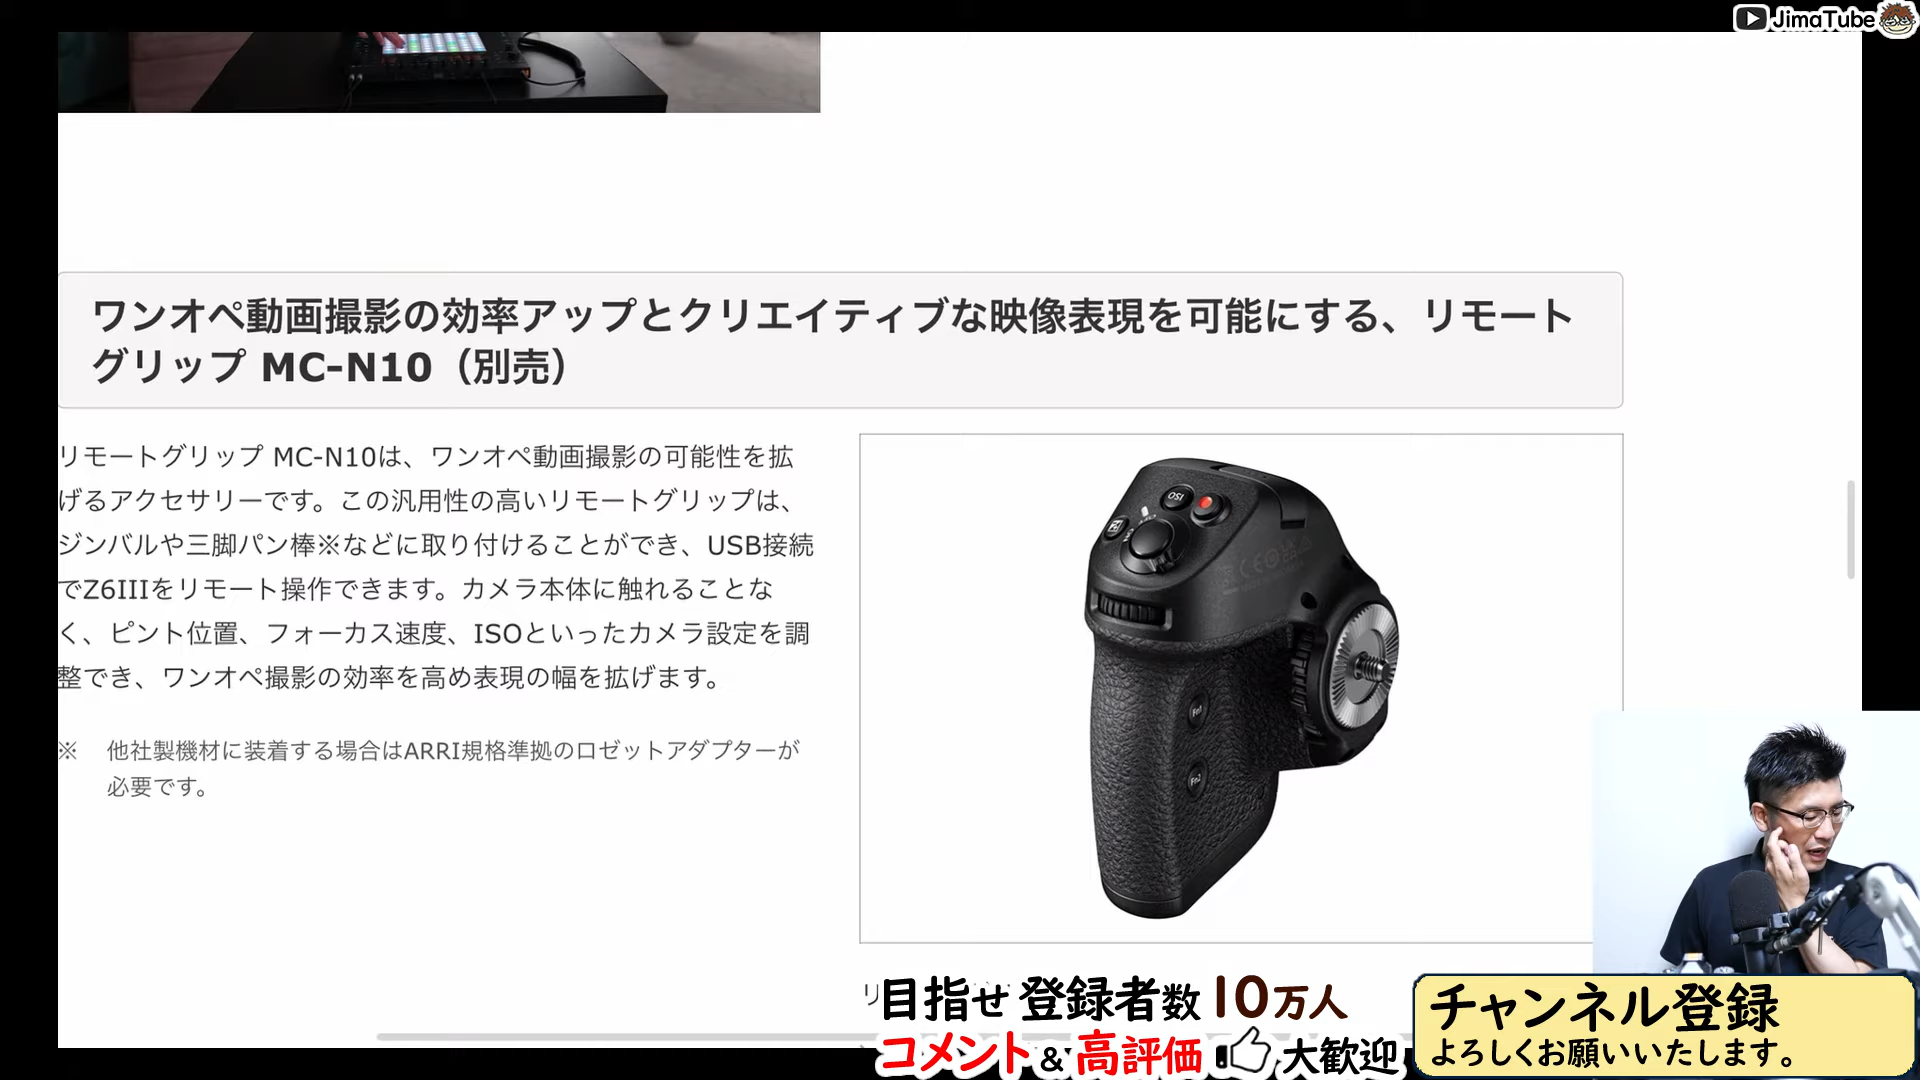 JimaTube
ワンオペ動画撮影の効率アップとクリエイティブな映像表現を可能にする、リモート
グリップ MC-N10（別売）
リモートグリップ MC-N10は、ワンオペ動画撮影の可能性を拡
げるアクセサリーです。この汎用性の高いリモートグリップは、
ジンバルや三脚パン棒※などに取り付けることができ、USB接続
でZ6IIIをリモート操作できます。カメラ本体に触れることな
く、ピント位置、フォーカス速度、ISOといったカメラ設定を調
整でき、ワンオペ撮影の効率を高め表現の幅を拡げます。
※ 他社製機材に装着する場合はARRI規格準拠のロゼットアダプターが
必要です。
ISO
Fn1
Fn2
リ
目指せ 登録者数 10万人
コメント & 高評価 大歓迎
チャンネル登録
よろしくお願いいたします。